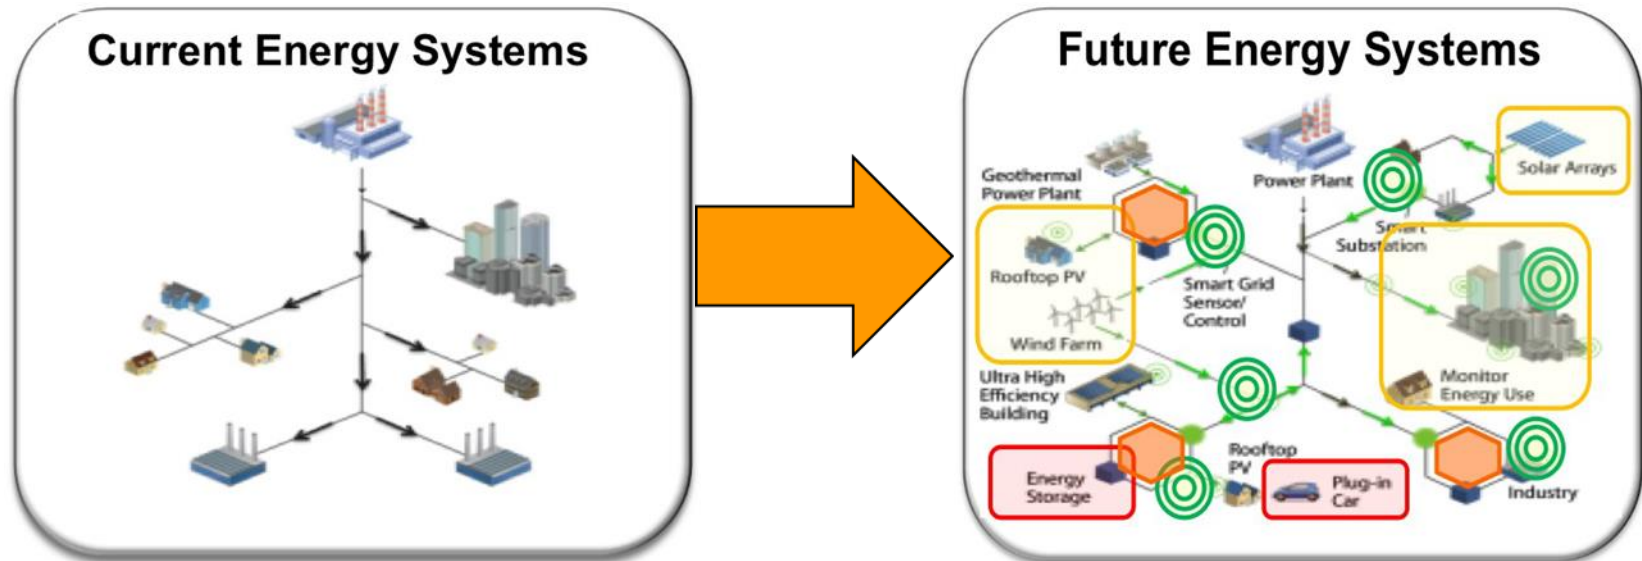 Current Energy Systems
Future Energy Systems
Geothermal
Power Plant
Power Plant
Solar Arrays
Smart
Substation
Rooftop PV
Smart Grid
Sensor/
Control
Wind Farm
Ultra High
Efficiency
Building
Monitor
Energy Use
Rooftop
PV
Energy
Storage
Plug-in
Car
Industry